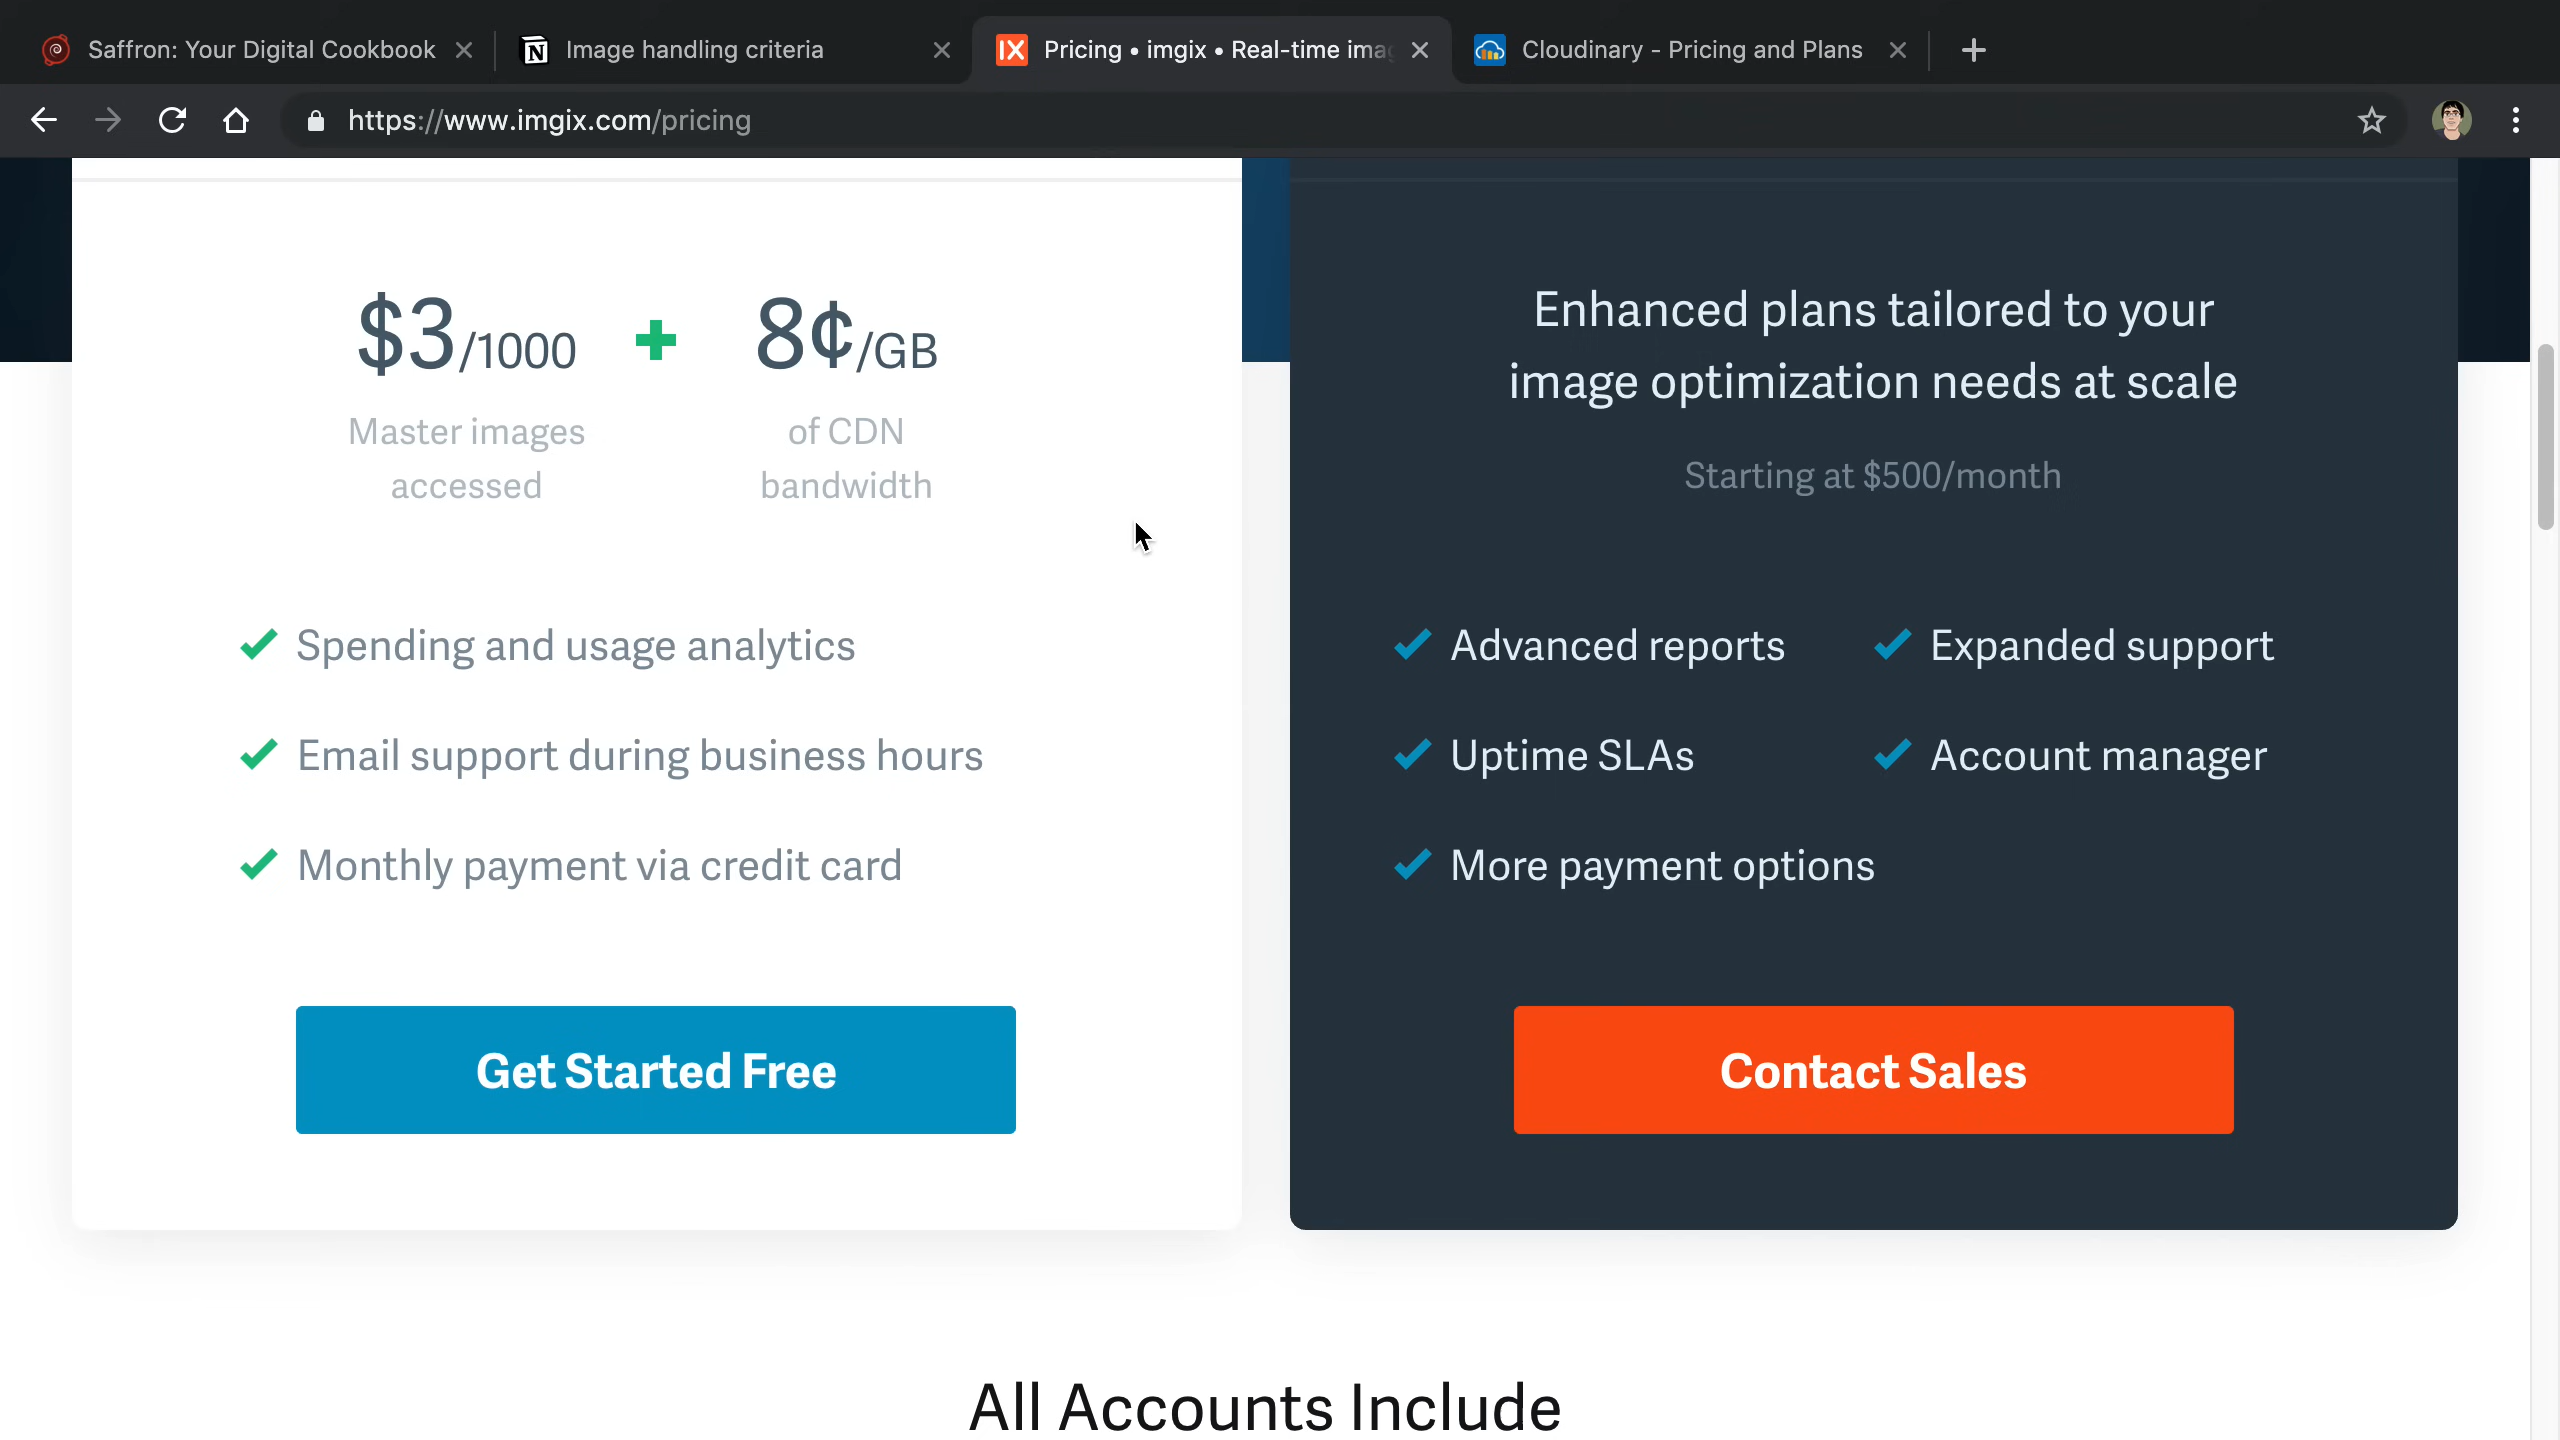 Saffron: Your Digital Cookbook
Image handling criteria
Pricing • imgix • Real-time imag
Cloudinary - Pricing and Plans
https://www.imgix.com/pricing
$3/1000
8¢/GB
Master images
accessed
of CDN
bandwidth
Spending and usage analytics
Email support during business hours
Monthly payment via credit card
Get Started Free
Enhanced plans tailored to your
image optimization needs at scale
Starting at $500/month
Advanced reports
Expanded support
Uptime SLAs
Account manager
More payment options
Contact Sales
All Accounts Include